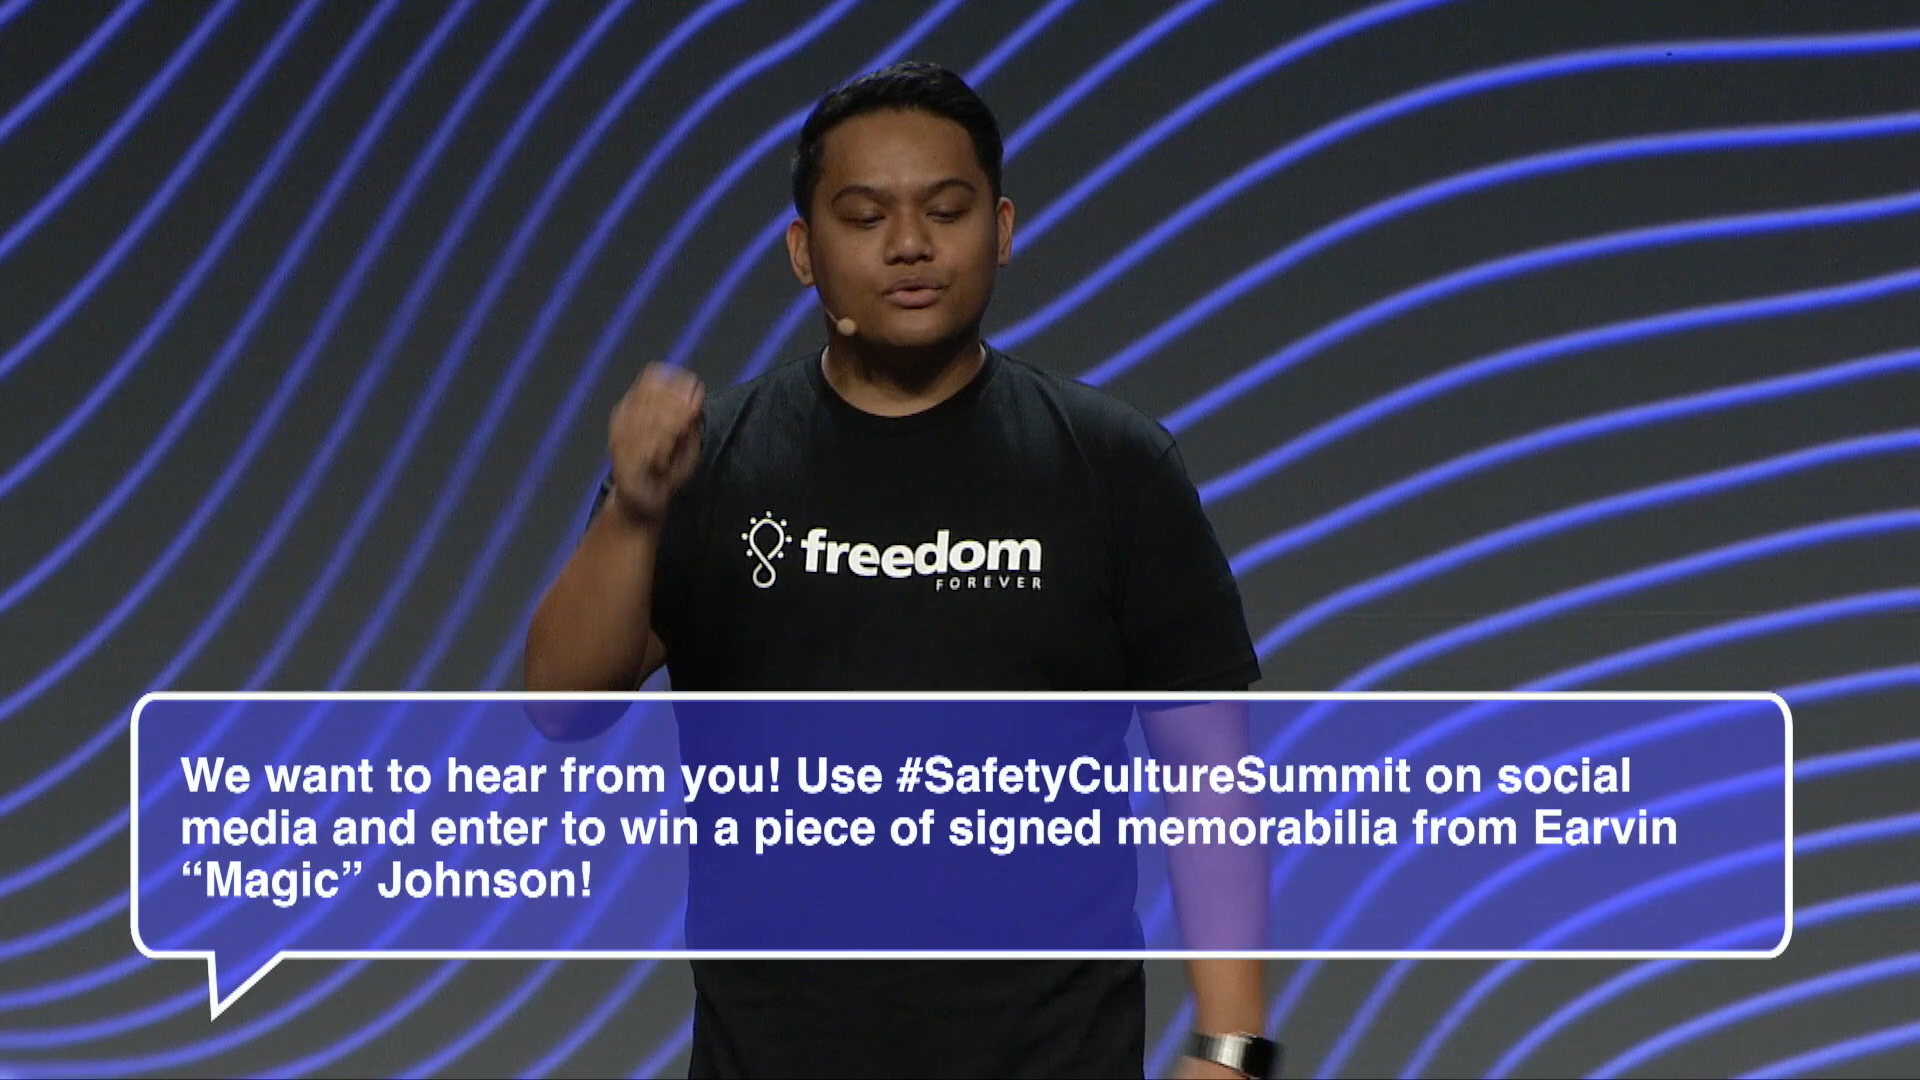 freedom
FOREVER
We want to hear from you! Use #SafetyCultureSummit on social
media and enter to win a piece of signed memorabilia from Earvin
“Magic” Johnson!